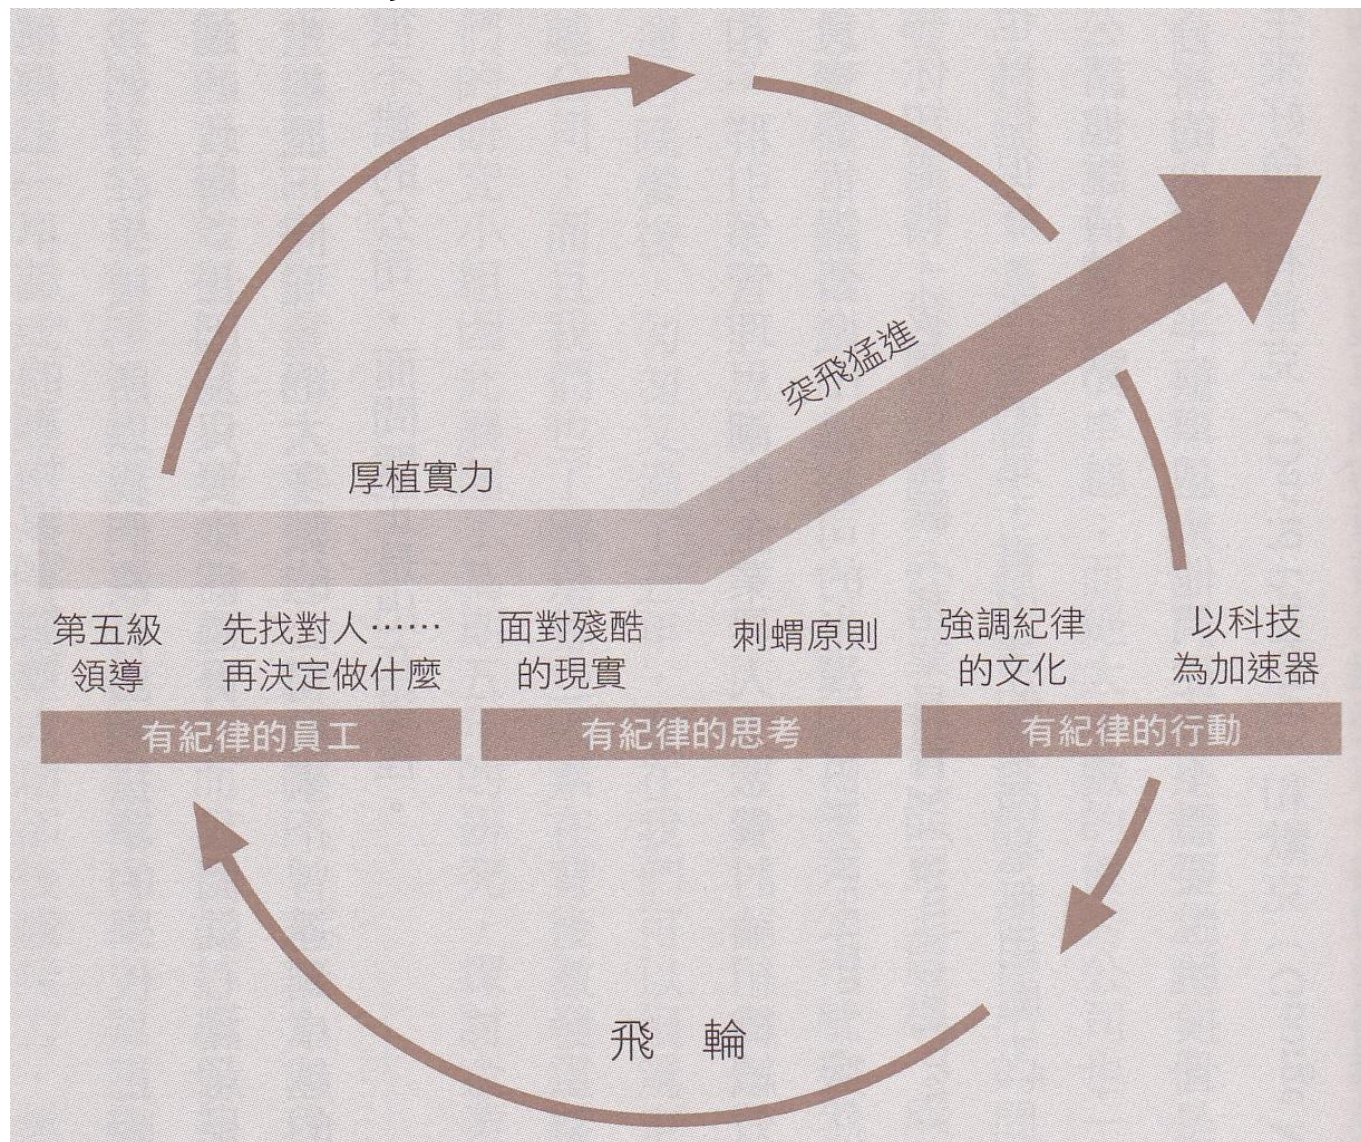 突飛猛進
厚植實力
第五級
領導
先找對人……
再決定做什麼
面對殘酷
的現實
刺蝟原則
強調紀律
的文化
以科技
為加速器
有紀律的員工
有紀律的思考
有紀律的行動
飛輪